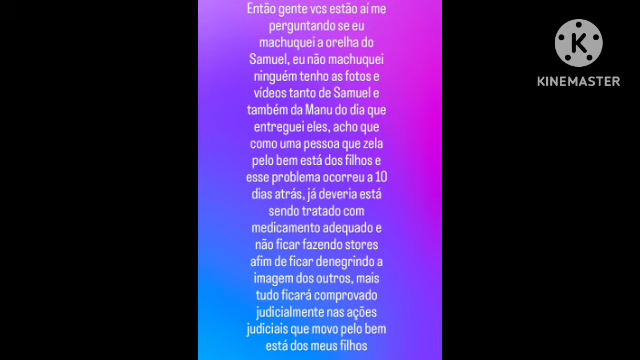 Então gente vcs estão aí me
perguntando se eu
machuquei a orelha do
Samuel, eu não machuquei
ninguém tenho as fotos e
vídeos tanto de Samuel e
também da Manu do dia que
entreguei eles, acho que
como uma pessoa que zela
pelo bem está dos filhos e
esse problema ocorreu a 10
dias atrás, já deveria está
sendo tratado com
medicamento adequado e
não ficar fazendo stores
afim de ficar denegrindo a
imagem dos outros, mais
tudo ficará comprovado
judicialmente nas ações
judiciais que movo pelo bem
está dos meus filhos
K
KINEMASTER